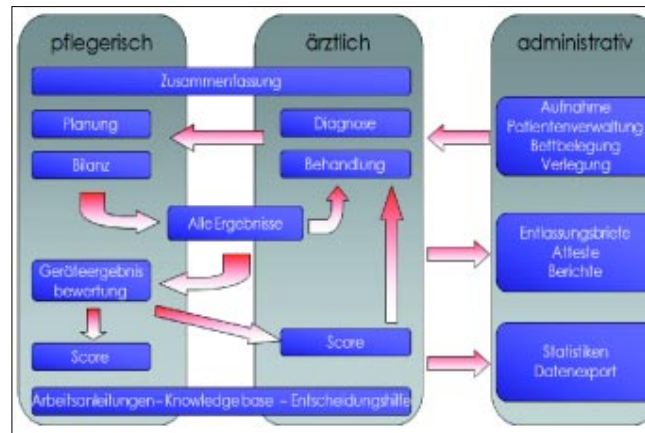 pflegerisch
ärztlich
administrativ
Zusammenfassung
Planung
Bilanz
Diagnose
Behandlung
Alle Ergebnisse
Geräteergebnis
bewertung
Score
Score
Arbeitsanleitungen – Knowledge base – Entscheidungshilfe
Aufnahme
Patientenverwaltung
Bettbelegung
Verlegung
Entlassungsbriefe
Atteste
Berichte
Statistiken
Datenexport